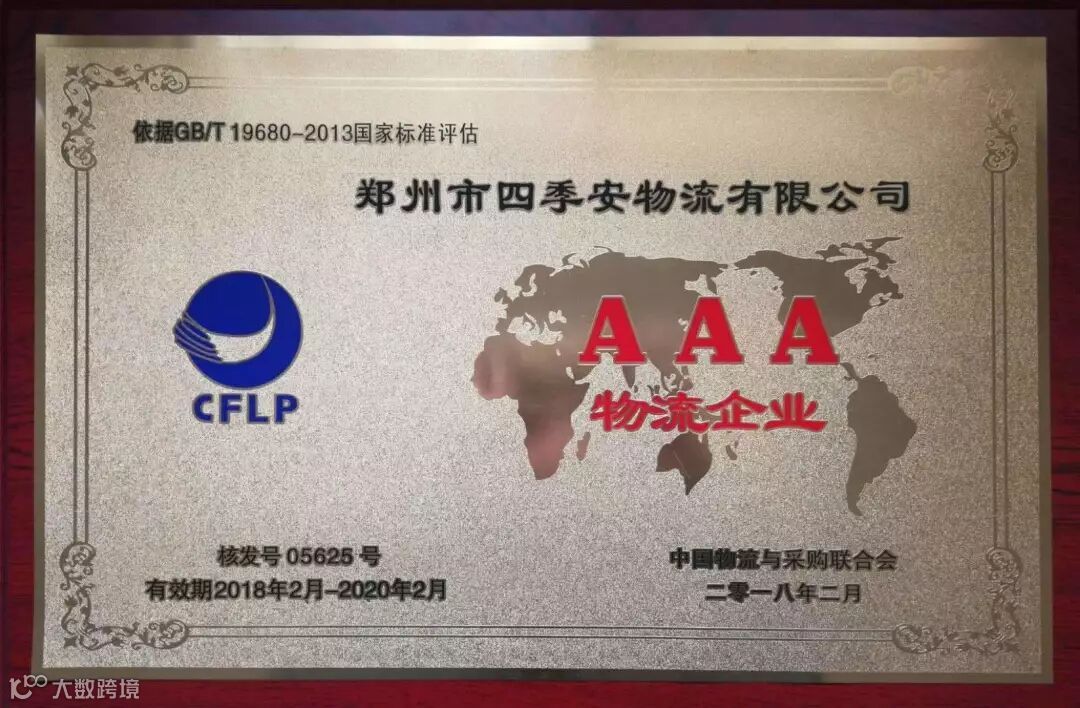 依据GB/T 19680-2013国家标准评估
郑州市四季安物流有限公司
CFLP
AAA
物流企业
核发号 05625 号
有效期2018年2月-2020年2月
中国物流与采购联合会
二零一八年二月
大数跨境